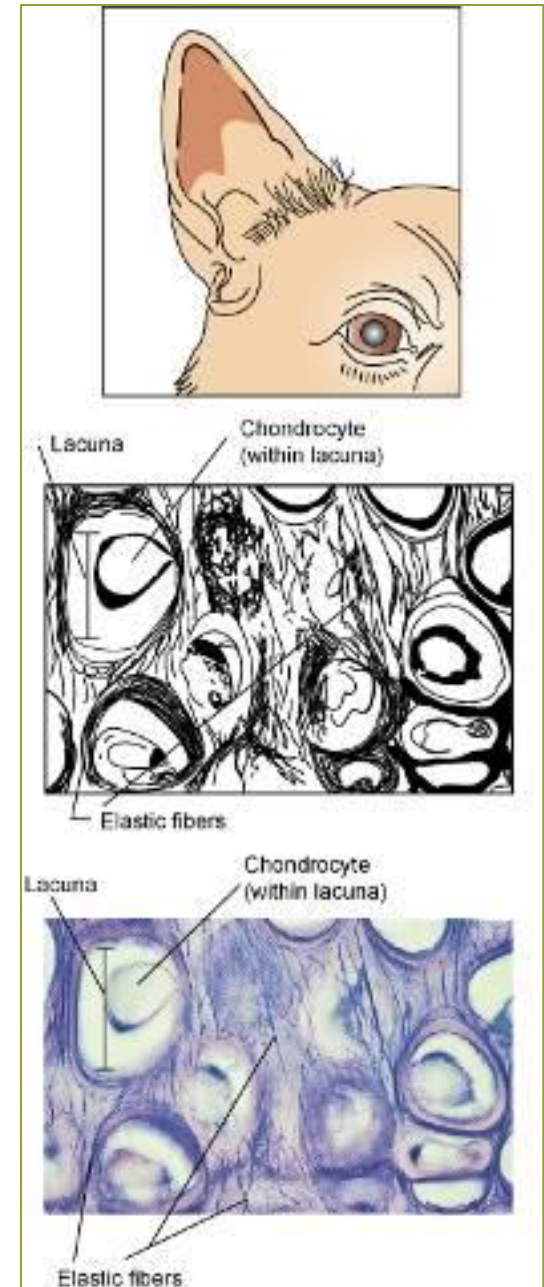 Lacuna
Chondrocyte
(within lacuna)
Elastic fibers
Lacuna
Chondrocyte
(within lacuna)
Elastic fibers